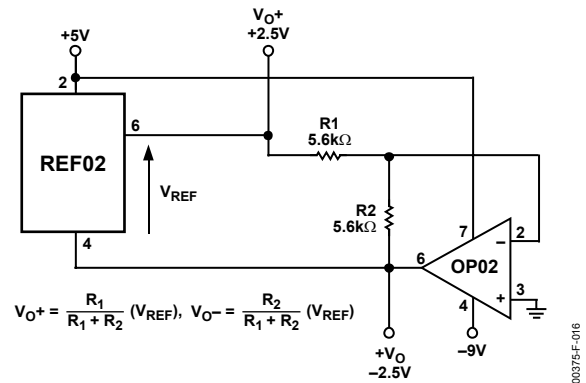 +5V
VO+
+2.5V
2
6
REF02
VREF
4
R1
5.6kΩ
R2
5.6kΩ
7
2
–
6
OP02
3
+
4
–9V
+VO
–2.5V
VO+ = R1 / (R1 + R2) (VREF), VO– = R2 / (R1 + R2) (VREF)
00375-F-016